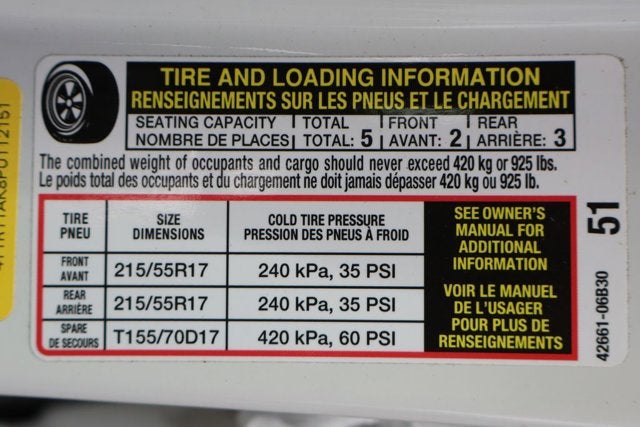 TIRE AND LOADING INFORMATION
RENSEIGNEMENTS SUR LES PNEUS ET LE CHARGEMENT
SEATING CAPACITY | TOTAL | FRONT | REAR
NOMBRE DE PLACES | TOTAL: 5 | AVANT: 2 | ARRIÈRE: 3
The combined weight of occupants and cargo should never exceed 420 kg or 925 lbs.
Le poids total des occupants et du chargement ne doit jamais dépasser 420 kg ou 925 lb.
TIRE SIZE COLD TIRE PRESSURE
PNEU DIMENSIONS PRESSION DES PNEUS À FROID
FRONT
AVANT 215/55R17 240 kPa, 35 PSI
REAR
ARRIÈRE 215/55R17 240 kPa, 35 PSI
SPARE
DE SECOURS T155/70D17 420 kPa, 60 PSI
SEE OWNER'S
MANUAL FOR
ADDITIONAL
INFORMATION
VOIR LE MANUEL
DE L'USAGER
POUR PLUS DE
RENSEIGNEMENTS
51
42661-06B30